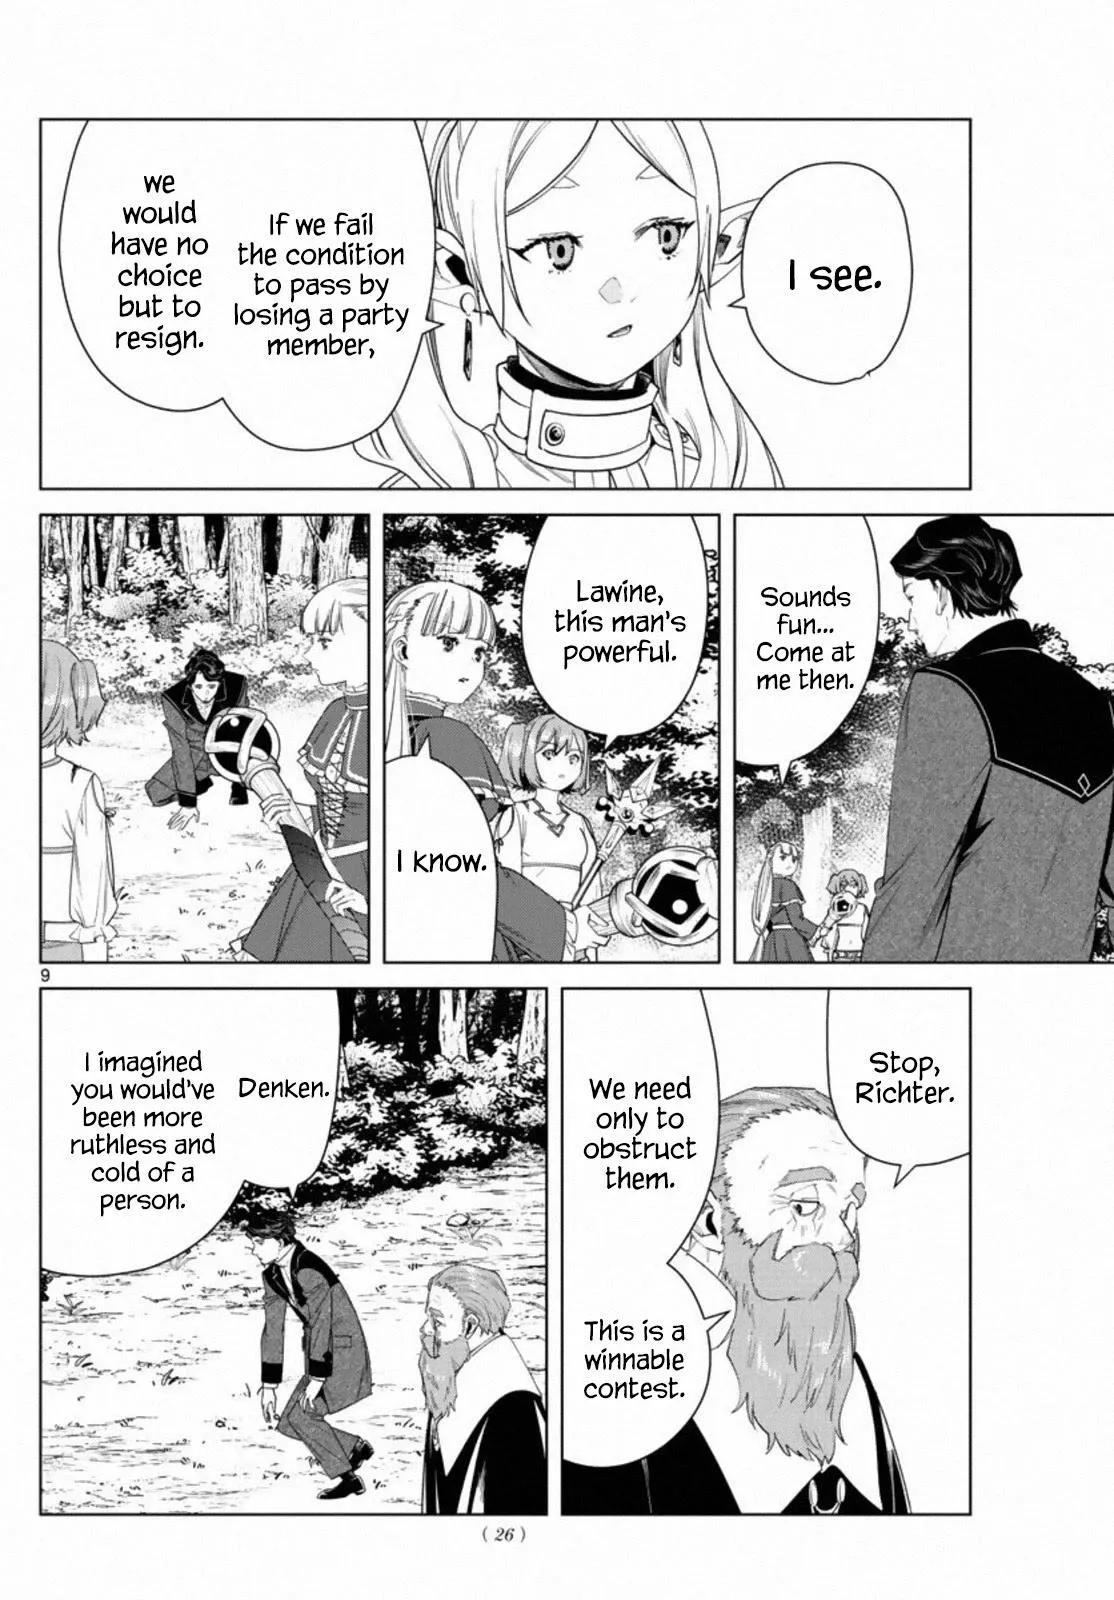 I see.
If we fail
the condition
to pass by
losing a party
member,
we
would
have no
choice
but to
resign.
Sounds
fun...
Come at
me then.
Lawine,
this man's
powerful.
I know.
9
Stop,
Richter.
We need
only to
obstruct
them.
This is a
winnable
contest.
Denken.
I imagined
you would've
been more
ruthless and
cold of a
person.
( 26 )